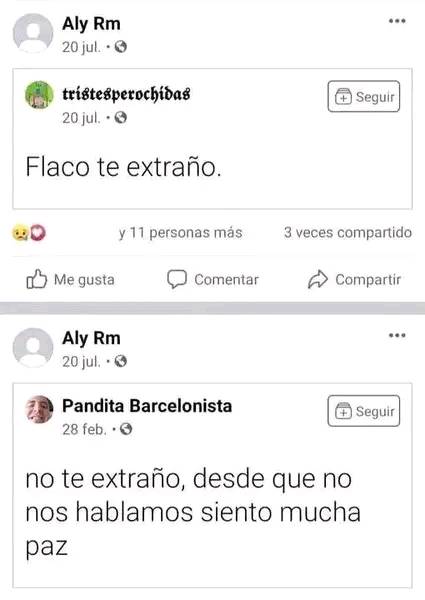 Aly Rm
20 jul. •
tristesperochidas
Seguir
20 jul. •
Flaco te extraño.
y 11 personas más
3 veces compartido
Me gusta
Comentar
Compartir
Aly Rm
20 jul. •
Pandita Barcelonista
Seguir
28 feb. •
no te extraño, desde que no
nos hablamos siento mucha
paz